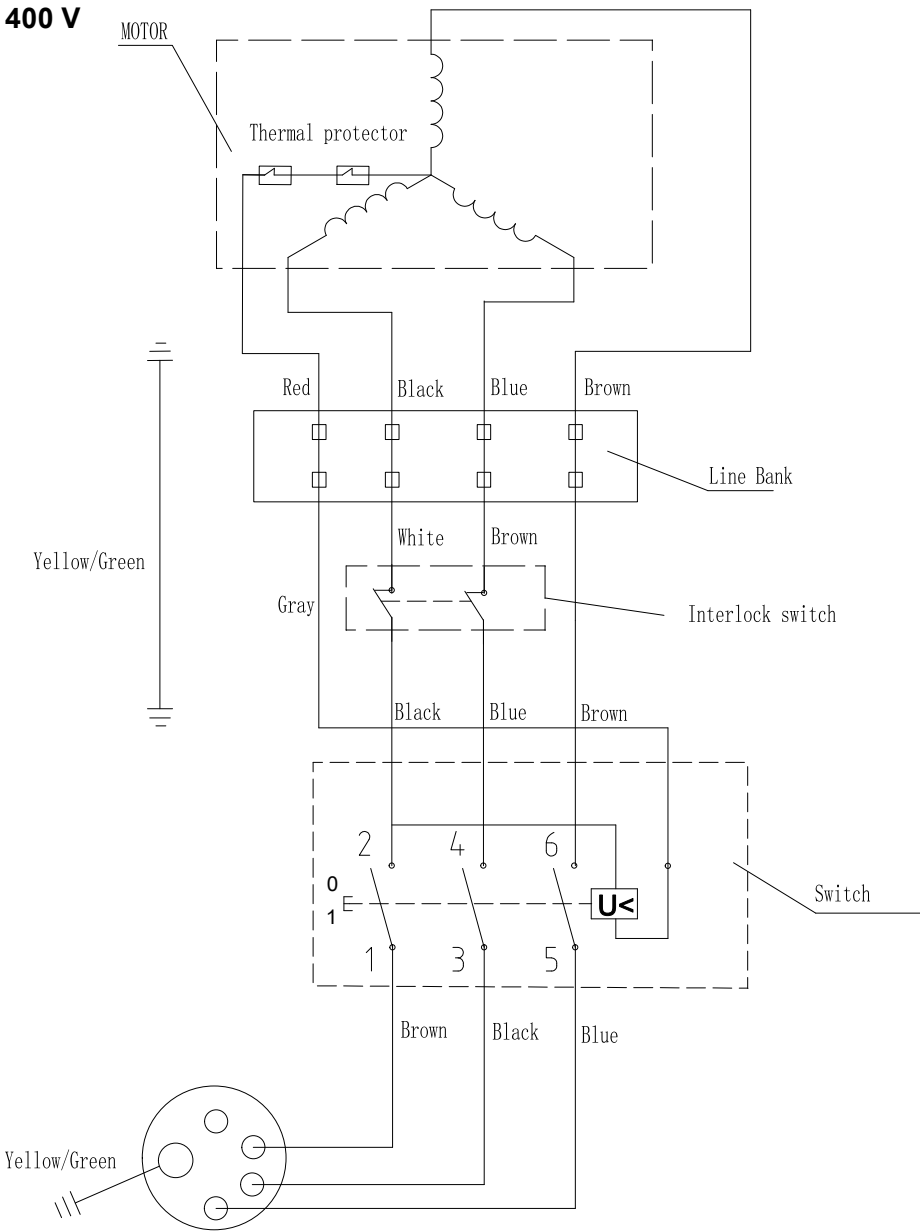 400 V
MOTOR
Thermal protector
Red
Black
Blue
Brown
Line Bank
White
Brown
Yellow/Green
Gray
Interlock switch
Black
Blue
Brown
2
4
6
0
1
U<
Switch
1
3
5
Brown
Black
Blue
Yellow/Green